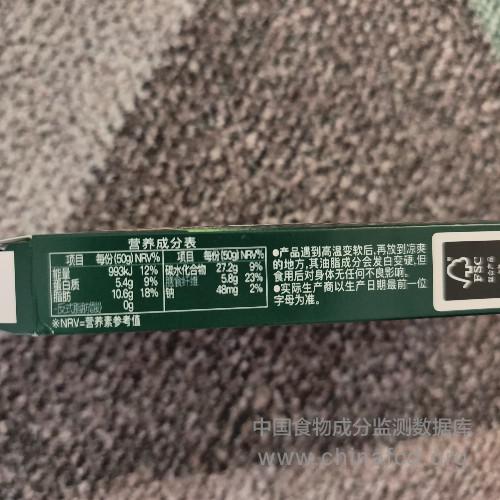 营养成分表
项目 每份(50g) NRV%
能量 993kJ 12%
蛋白质 5.4g 9%
脂肪 10.6g 18%
-反式脂肪酸 0g
项目 每份(50g) NRV%
碳水化合物 27.2g 9%
膳食纤维 5.8g 23%
钠 48mg 2%
※NRV=营养素参考值
●产品遇到高温变软后,再放到凉爽
的地方,其油脂成分会发白变硬,但
食用后对身体无任何不良影响。
●实际生产商以生产日期最前一位
字母为准。
FSC
中国食物成分监测数据库
www.chinafcd.org